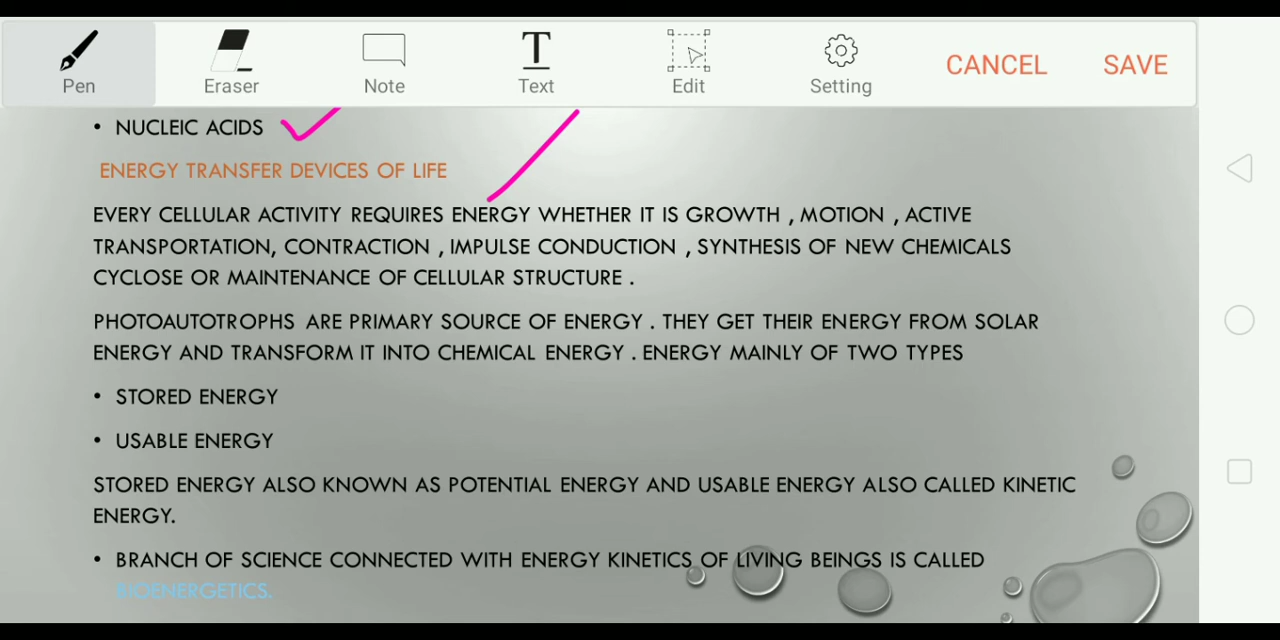 Pen
Eraser
Note
Text
Edit
Setting
CANCEL
SAVE
• NUCLEIC ACIDS
ENERGY TRANSFER DEVICES OF LIFE
EVERY CELLULAR ACTIVITY REQUIRES ENERGY WHETHER IT IS GROWTH , MOTION , ACTIVE
TRANSPORTATION, CONTRACTION , IMPULSE CONDUCTION , SYNTHESIS OF NEW CHEMICALS
CYCLOSE OR MAINTENANCE OF CELLULAR STRUCTURE .
PHOTOAUTOTROPHS ARE PRIMARY SOURCE OF ENERGY . THEY GET THEIR ENERGY FROM SOLAR
ENERGY AND TRANSFORM IT INTO CHEMICAL ENERGY . ENERGY MAINLY OF TWO TYPES
• STORED ENERGY
• USABLE ENERGY
STORED ENERGY ALSO KNOWN AS POTENTIAL ENERGY AND USABLE ENERGY ALSO CALLED KINETIC
ENERGY.
• BRANCH OF SCIENCE CONNECTED WITH ENERGY KINETICS OF LIVING BEINGS IS CALLED
BIOENERGETICS.